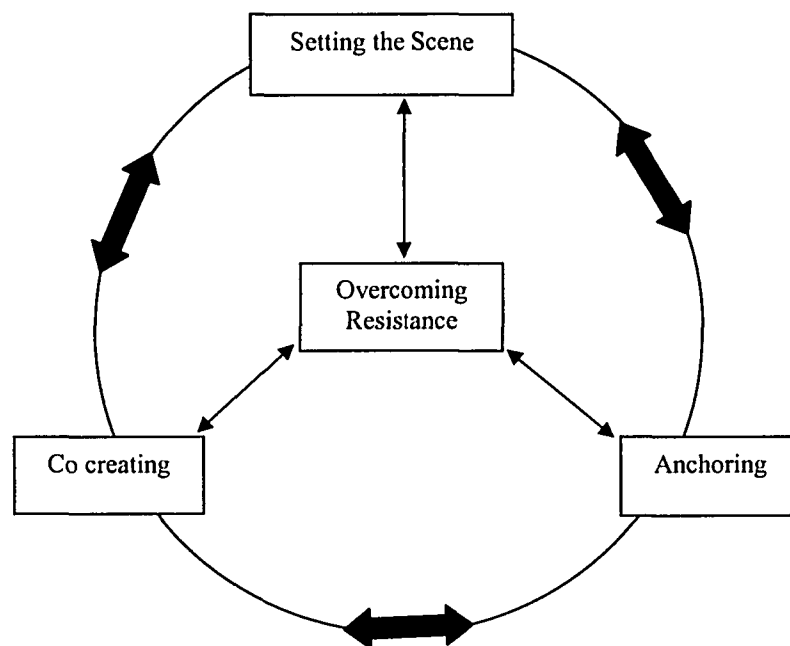 Setting the Scene
Overcoming
Resistance
Co creating
Anchoring